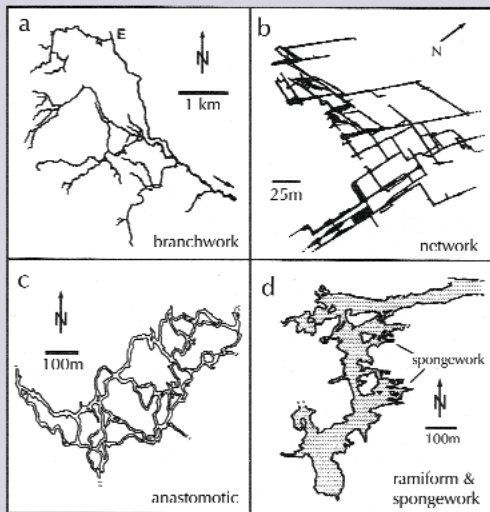 a
E
N
1 km
branchwork
b
N
25m
network
c
N
100m
anastomotic
d
spongework
N
100m
ramiform &
spongework